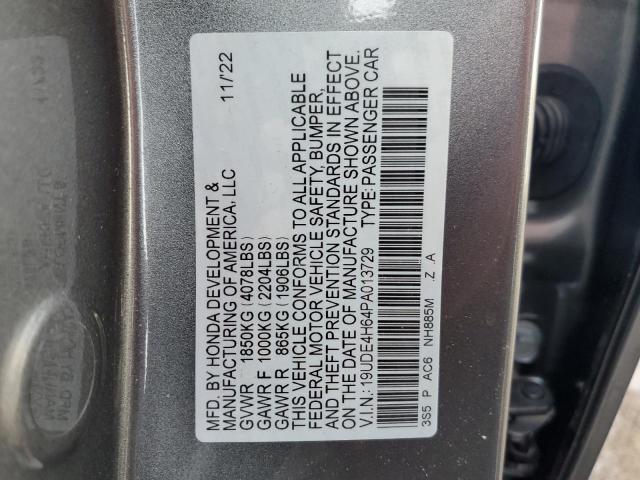 MFD. BY HONDA DEVELOPMENT & 11/22
MANUFACTURING OF AMERICA, LLC
GVWR 1850KG(4078LBS)
GAWR F 1000KG(2204LBS)
GAWR R 865KG(1906LBS)
THIS VEHICLE CONFORMS TO ALL APPLICABLE
FEDERAL MOTOR VEHICLE SAFETY, BUMPER,
AND THEFT PREVENTION STANDARDS IN EFFECT
ON THE DATE OF MANUFACTURE SHOWN ABOVE.
V.I.N.:19UDE4H64PA013729 TYPE:PASSENGER CAR
3S5 P AC6 NH885M .Z .A